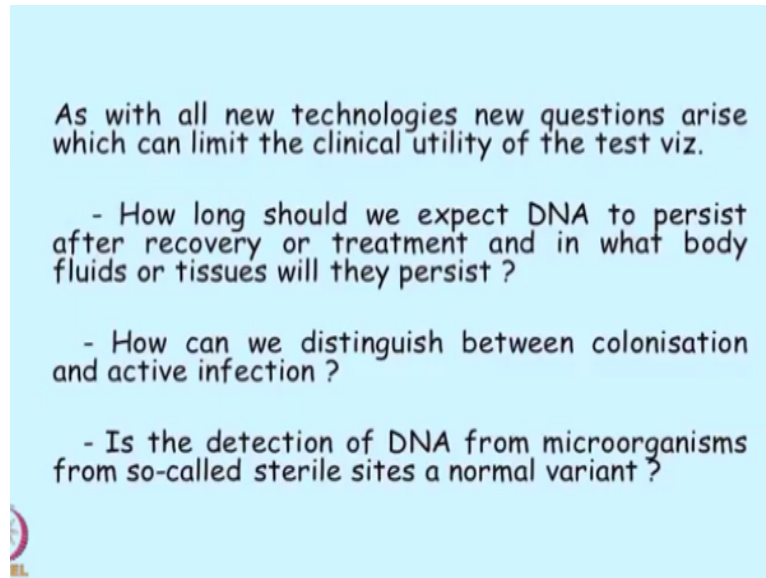 As with all new technologies new questions arise
which can limit the clinical utility of the test viz.
- How long should we expect DNA to persist
after recovery or treatment and in what body
fluids or tissues will they persist ?
- How can we distinguish between colonisation
and active infection ?
- Is the detection of DNA from microorganisms
from so-called sterile sites a normal variant ?
EL